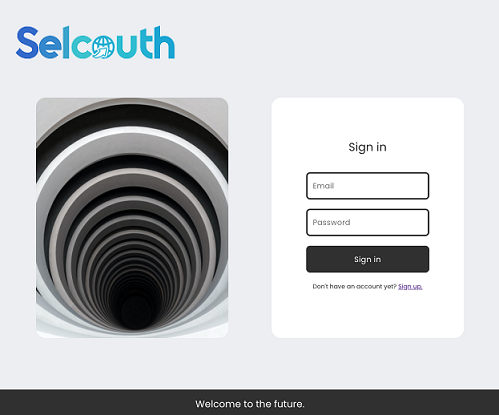 Selcouth
Sign in
Email
Password
Sign in
Don't have an account yet? Sign up.
Welcome to the future.